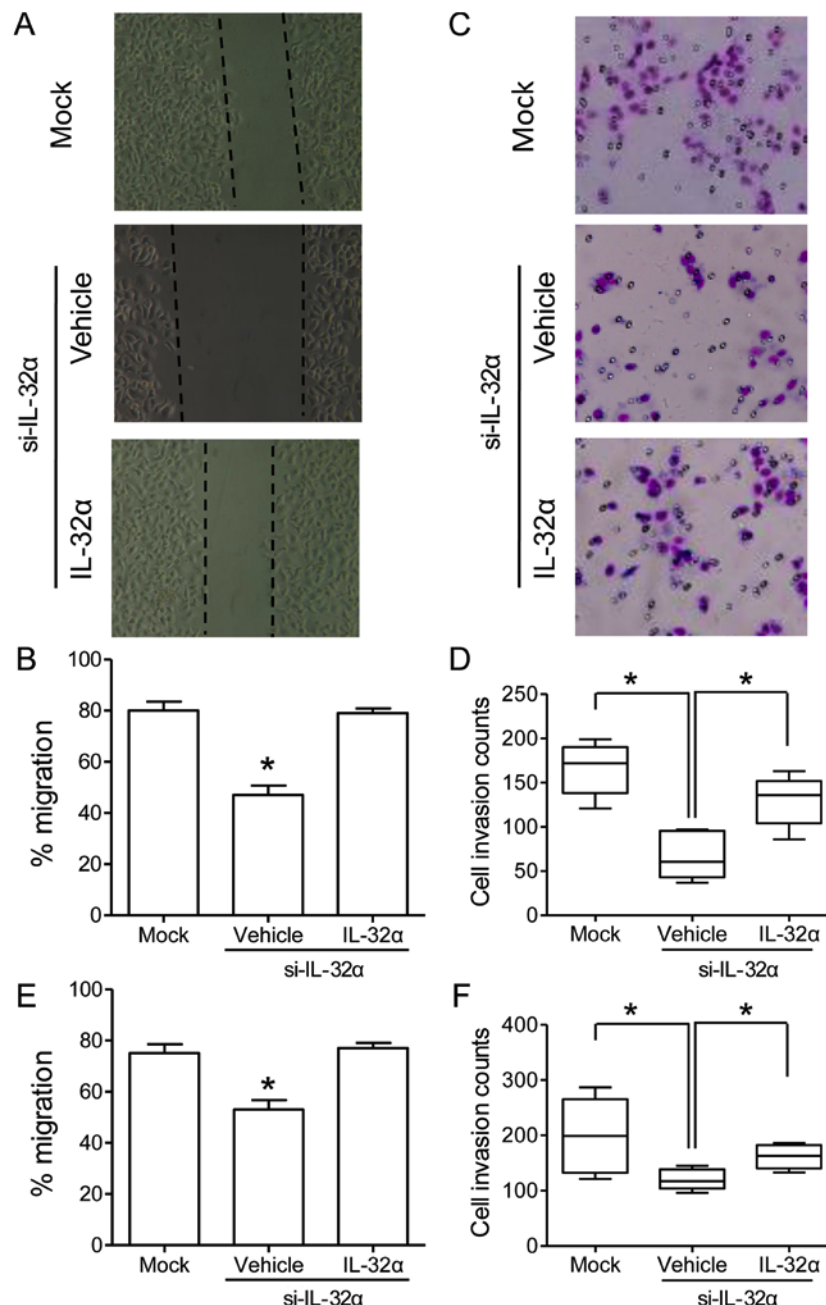 A
Mock
Vehicle
IL-32α
si-IL-32α
C
Mock
Vehicle
IL-32α
si-IL-32α
B
% migration
100
80
60
40
20
0
*
Mock
Vehicle
IL-32α
si-IL-32α
D
Cell invasion counts
250
200
150
100
50
0
*
*
Mock
Vehicle
IL-32α
si-IL-32α
E
% migration
100
80
60
40
20
0
*
Mock
Vehicle
IL-32α
si-IL-32α
F
Cell invasion counts
400
300
200
100
0
*
*
Mock
Vehicle
IL-32α
si-IL-32α